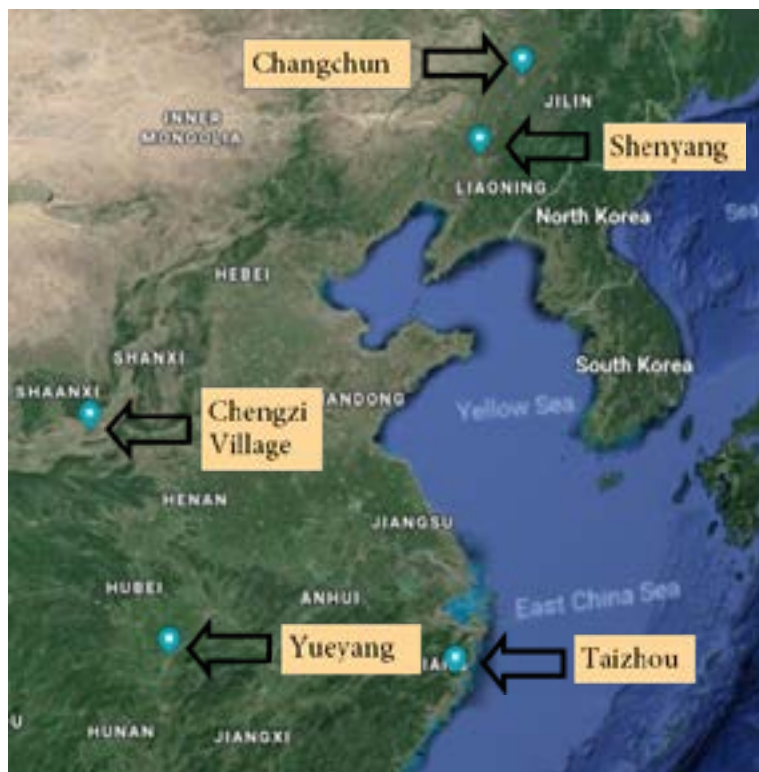 Changchun
JILIN
INNER
MONGOLIA
Shenyang
LIAONING
North Korea
Sea
HEBEI
SHANXI
South Korea
SHAANXI
Chengzi
Village
ANDONG
Yellow Sea
HENAN
JIANGSU
HUBEI
ANHUI
East China Sea
Yueyang
IANG
Taizhou
U
HUNAN
JIANGXI